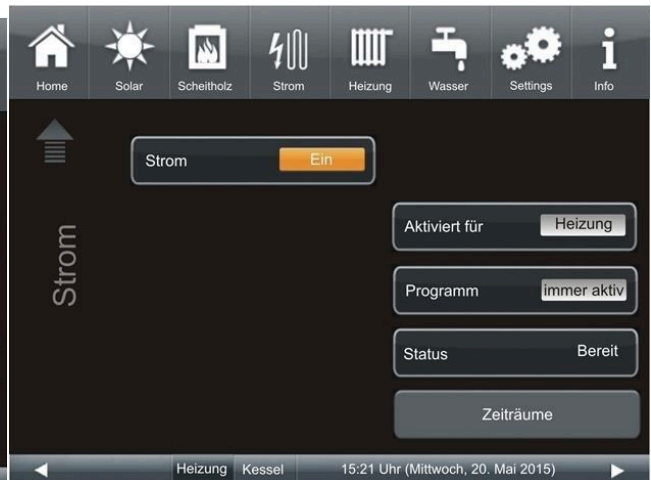 Home Solar Scheitholz Strom Heizung Wasser Settings Info
Strom Ein
Strom
Aktiviert für Heizung
Programm immer aktiv
Status Bereit
Zeiträume
Heizung Kessel 15:21 Uhr (Mittwoch, 20. Mai 2015)